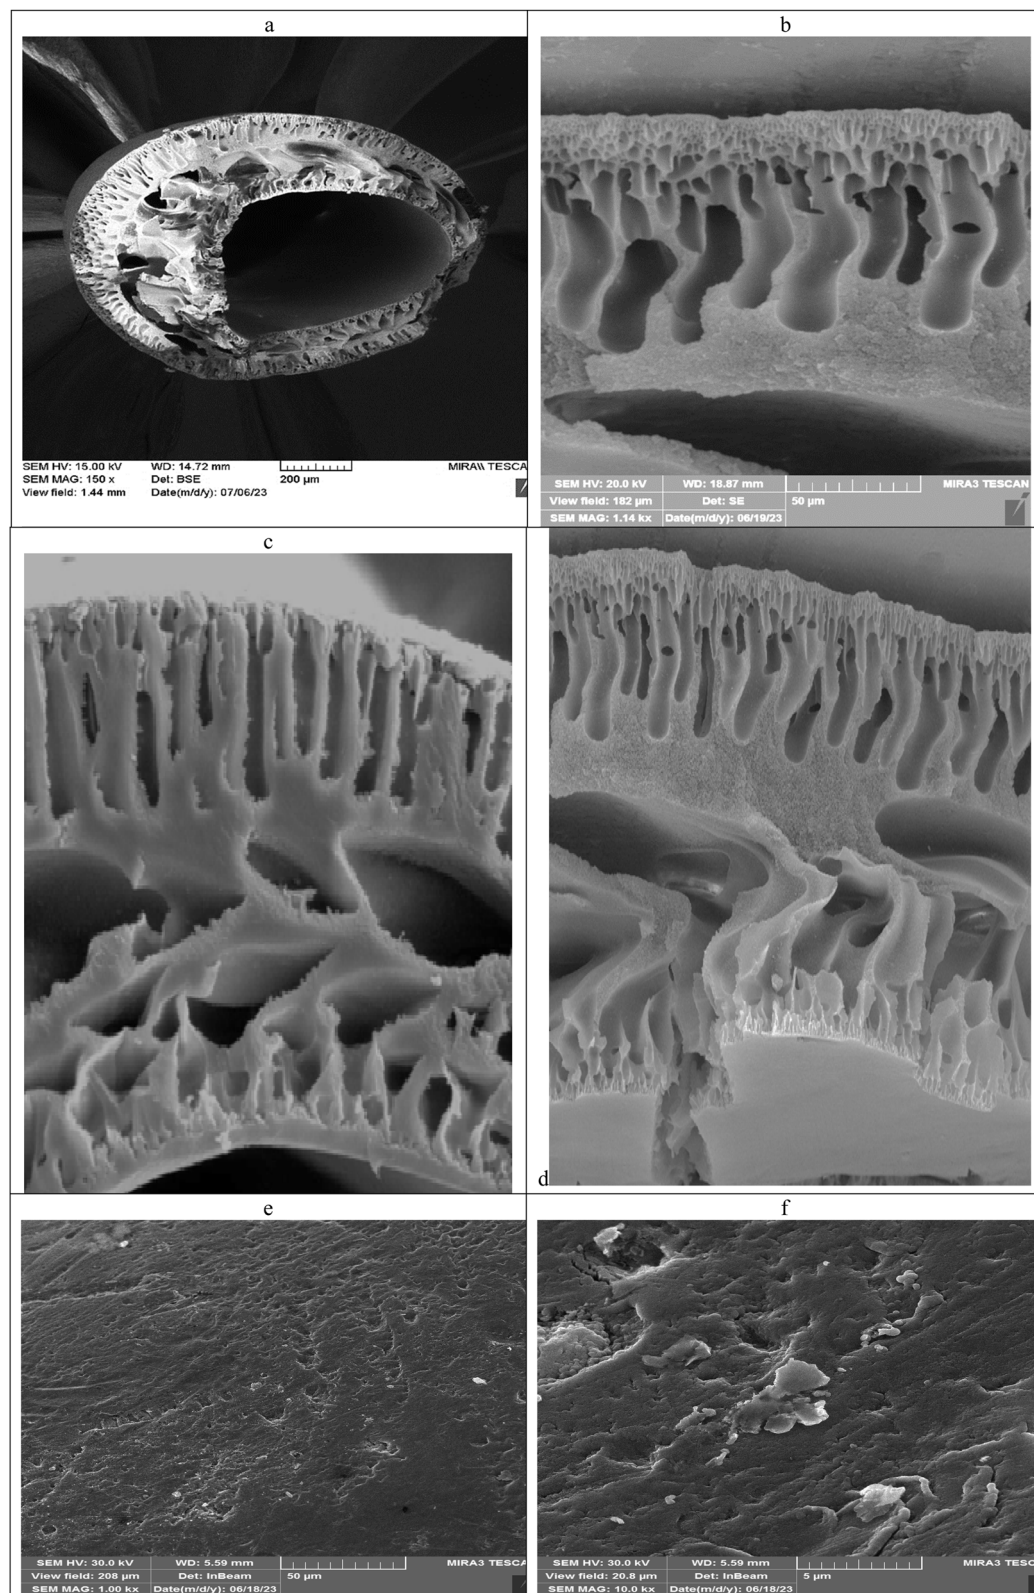 a
b
SEM HV: 15.00 kV WD: 14.72 mm MIRA\\ TESCA
SEM MAG: 150 x Det: BSE 200 µm
View field: 1.44 mm Date(m/d/y): 07/06/23
SEM HV: 20.0 kV WD: 18.87 mm MIRA3 TESCAN
View field: 182 µm Det: SE 50 µm
SEM MAG: 1.14 kx Date(m/d/y): 06/19/23
c
d
e
f
SEM HV: 30.0 kV WD: 5.59 mm MIRA3 TESCA
View field: 208 µm Det: InBeam 50 µm
SEM MAG: 1.00 kx Date(m/d/y): 06/18/23
SEM HV: 30.0 kV WD: 5.59 mm MIRA3 TESC
View field: 20.8 µm Det: InBeam 5 µm
SEM MAG: 10.0 kx Date(m/d/y): 06/18/23